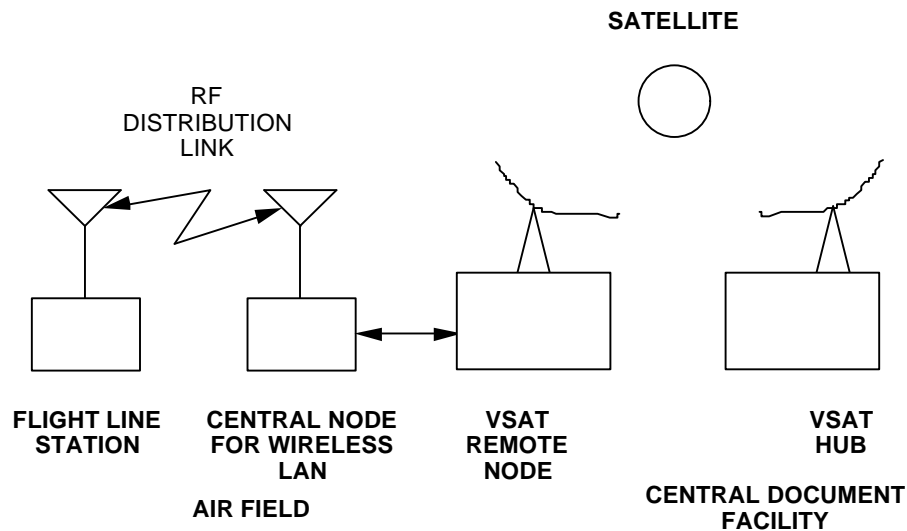 SATELLITE
RF
DISTRIBUTION
LINK
FLIGHT LINE
STATION
CENTRAL NODE
FOR WIRELESS
LAN
VSAT
REMOTE
NODE
VSAT
HUB
AIR FIELD
CENTRAL DOCUMENT
FACILITY